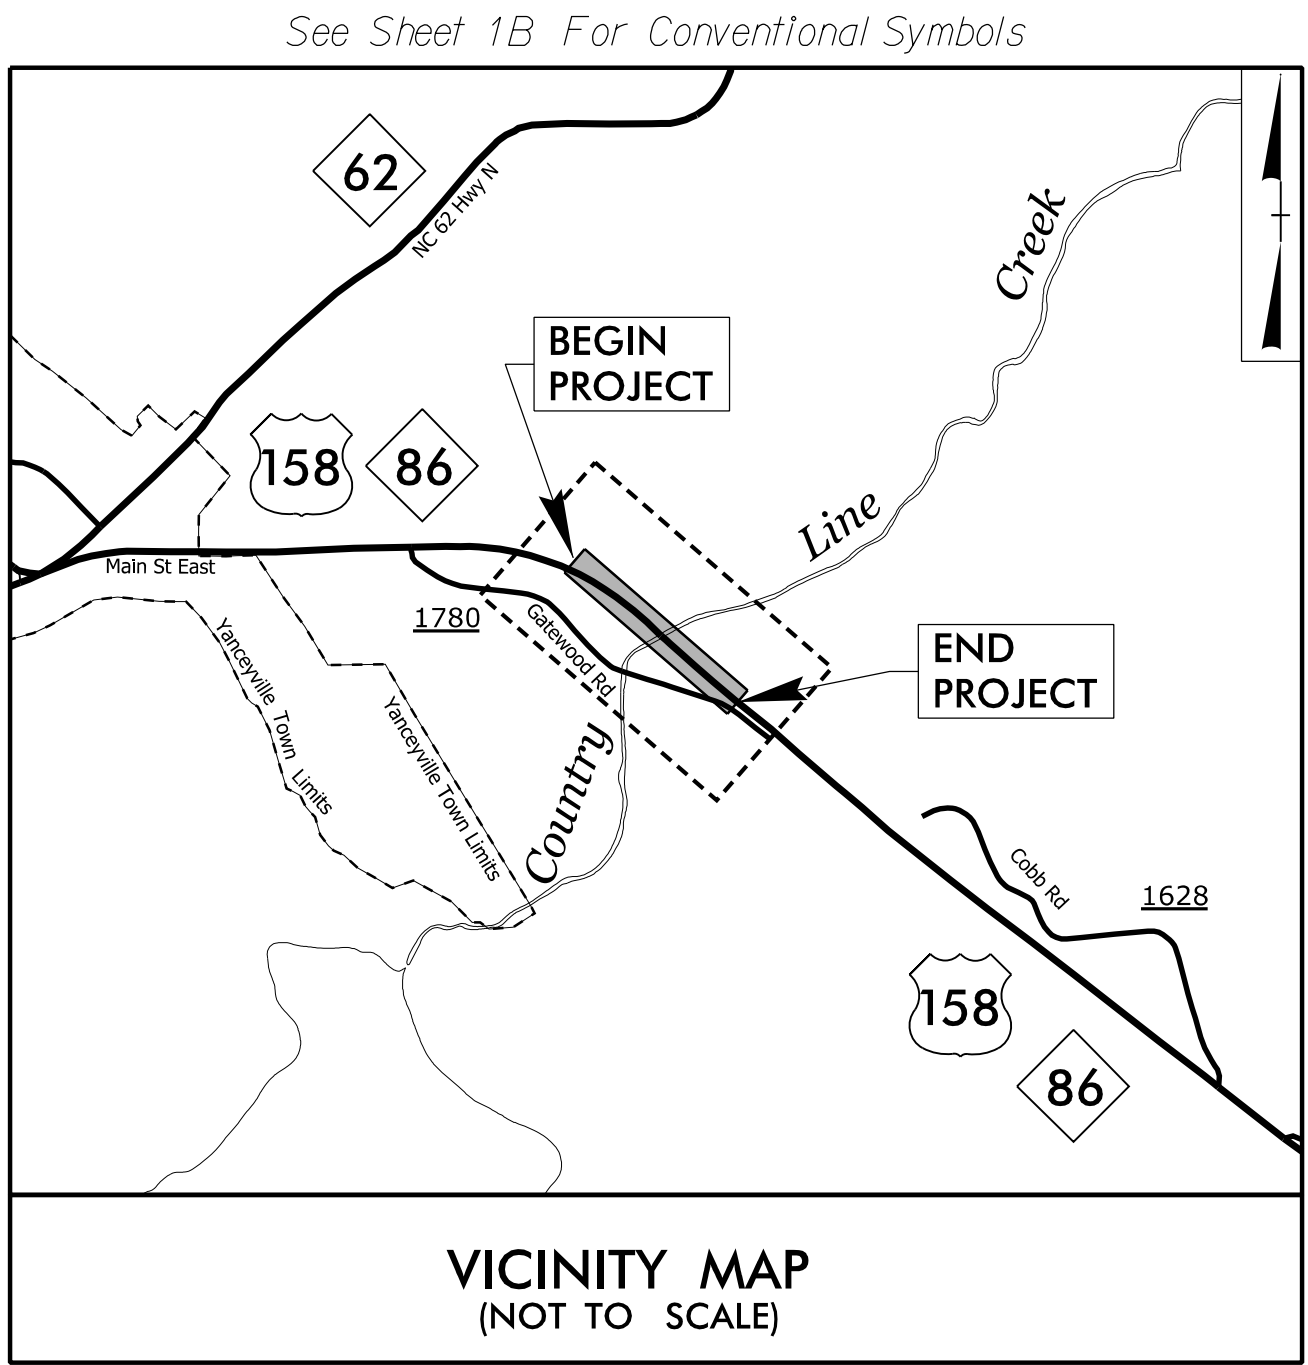 See Sheet 1B For Conventional Symbols
62
NC 62 Hwy N
Creek
BEGIN
PROJECT
158
86
Line
Main St East
1780
Gatewood Rd
END
PROJECT
Yanceyville Town Limits
Yanceyville Town Limits
Country
Cobb Rd
1628
158
86
VICINITY MAP
(NOT TO SCALE)